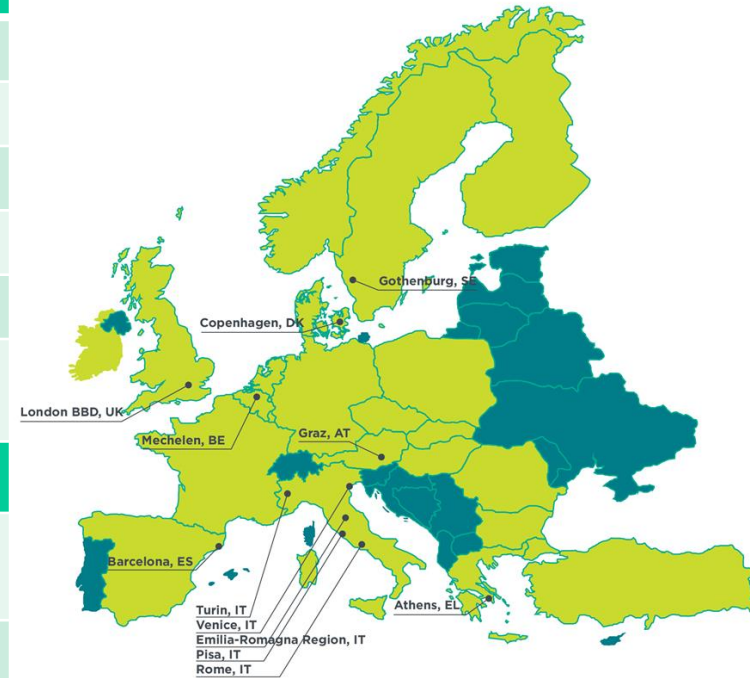 Gothenburg, SE
Copenhagen, DK
London BBD, UK
Mechelen, BE
Graz, AT
Barcelona, ES
Athens, EL
Turin, IT
Venice, IT
Emilia-Romagna Region, IT
Pisa, IT
Rome, IT